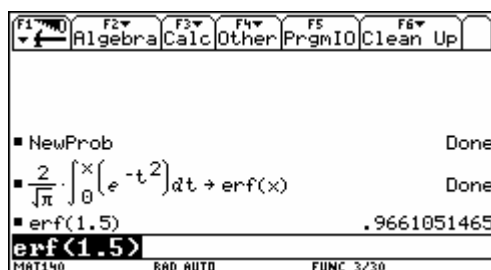 F1 F2 F3 F4 F5 F6
Algebra Calc Other PrgmIO Clean Up
NewProb Done
2/√π · ∫₀ˣ(e^-t²)dt → erf(x) Done
erf(1.5) .9661051465
erf(1.5)
MAT140 RAD AUTO FUNC 3/30